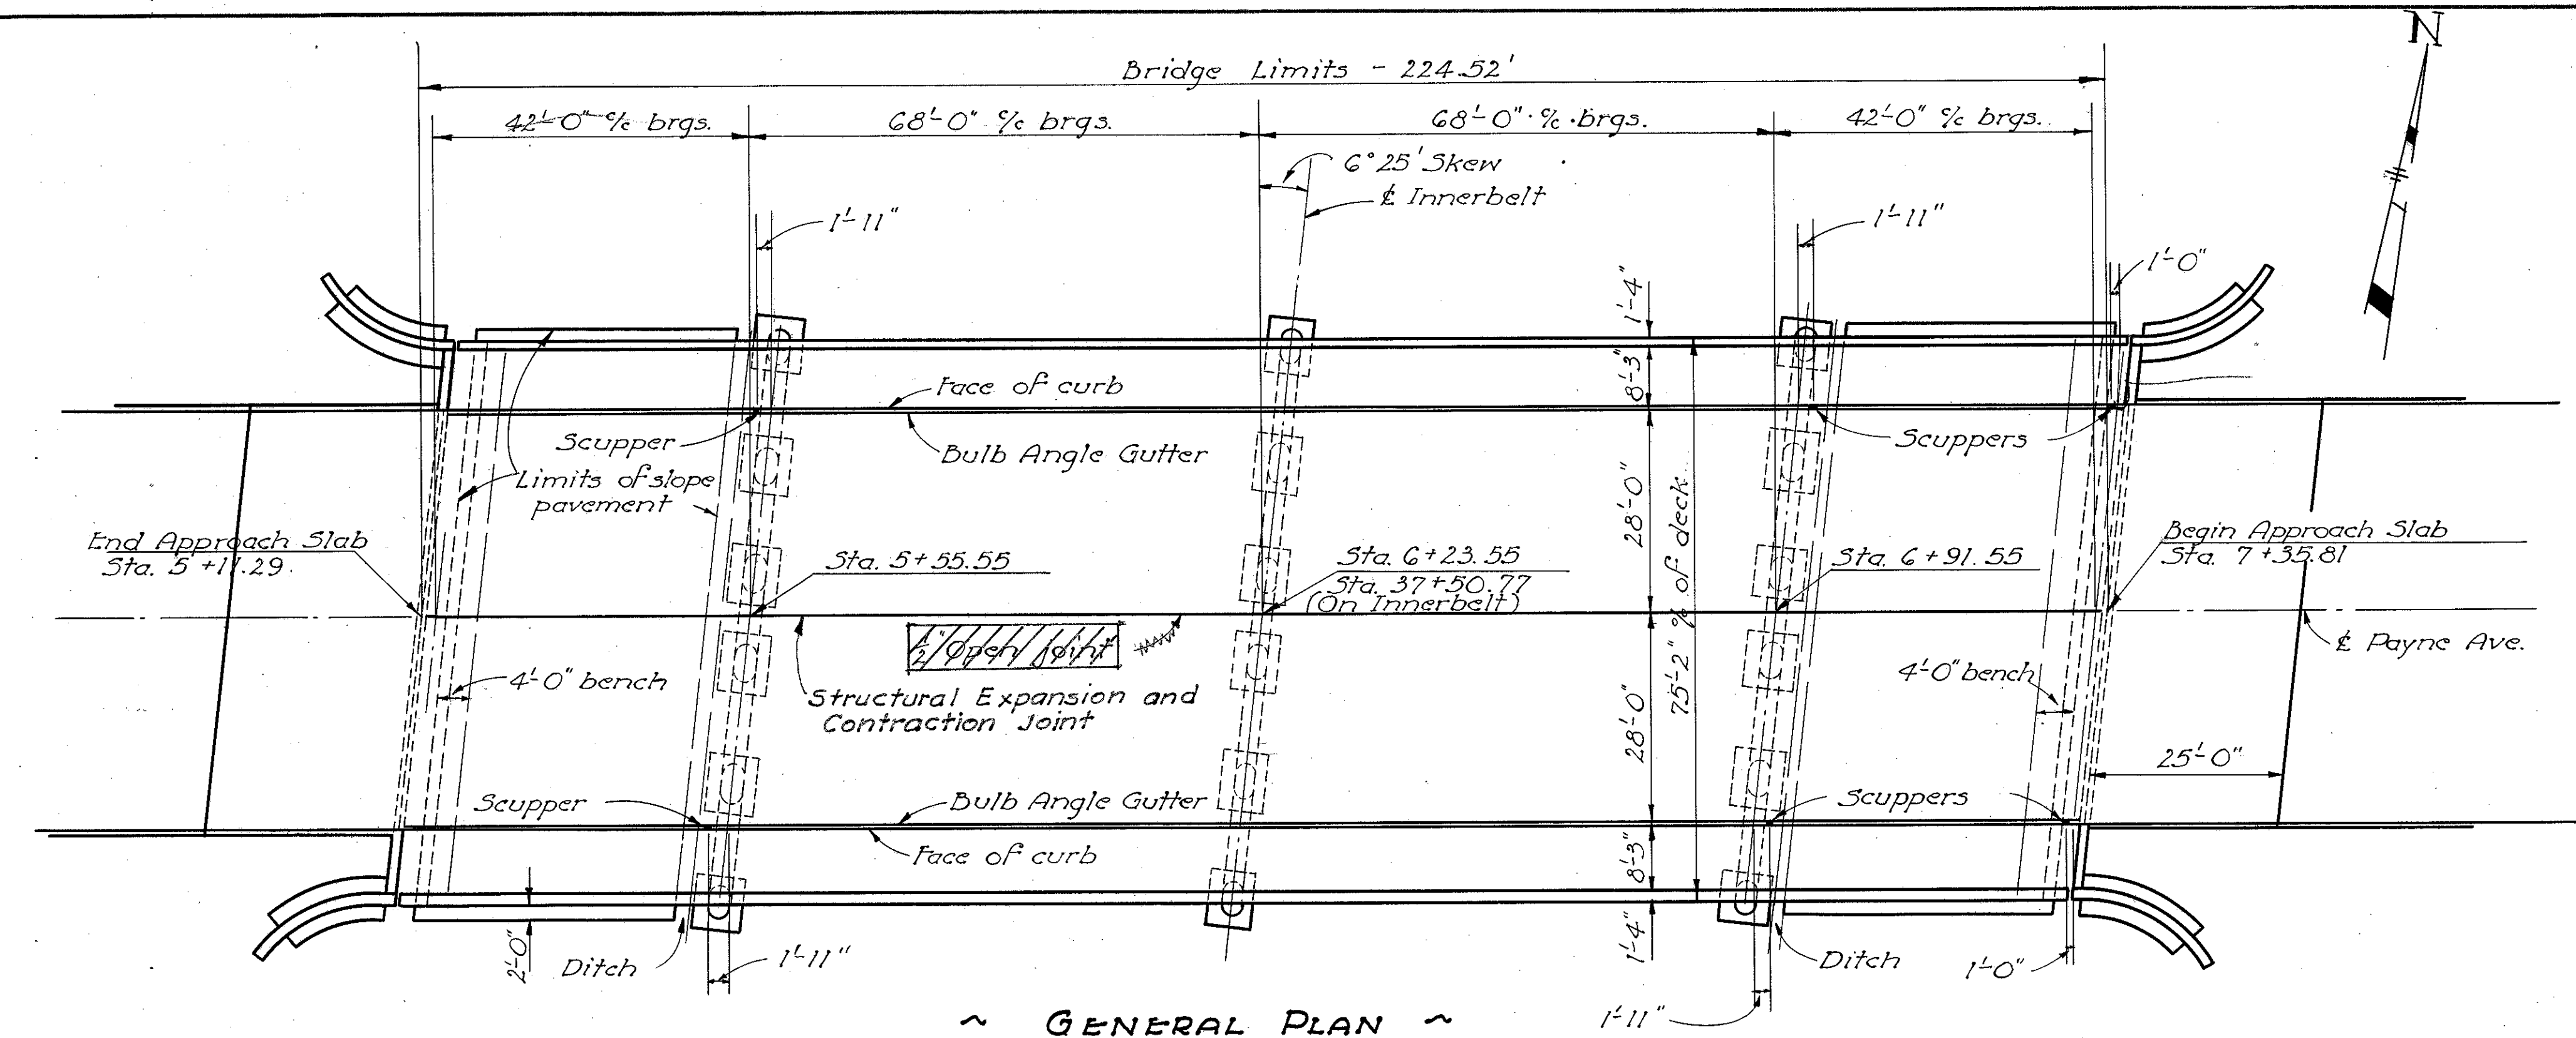 N
Bridge Limits - 224.52'
42'-0" c/c brgs.
68'-0" c/c brgs.
68'-0" c/c brgs.
42'-0" c/c brgs.
6°25' Skew
℄ Innerbelt
1'-11"
1'-11"
1'-0"
1'-4"
8'-3"
Face of curb
Scupper
Bulb Angle Gutter
Scuppers
Limits of slope
pavement
28'-0"
75'-2" c/c of deck
End Approach Slab
Sta. 5+11.29
Sta. 5+55.55
Sta. 6+23.55
Sta. 37+50.77
(On Innerbelt)
Sta. 6+91.55
Begin Approach Slab
Sta. 7+35.81
1/2" Open Joint
℄ Payne Ave.
4'-0" bench
Structural Expansion and
Contraction Joint
4'-0" bench
28'-0"
25'-0"
Scupper
Bulb Angle Gutter
Scuppers
Face of curb
8'-3"
2'-0"
Ditch
1'-11"
1'-4"
Ditch
1'-0"
1'-11"
~ GENERAL PLAN ~